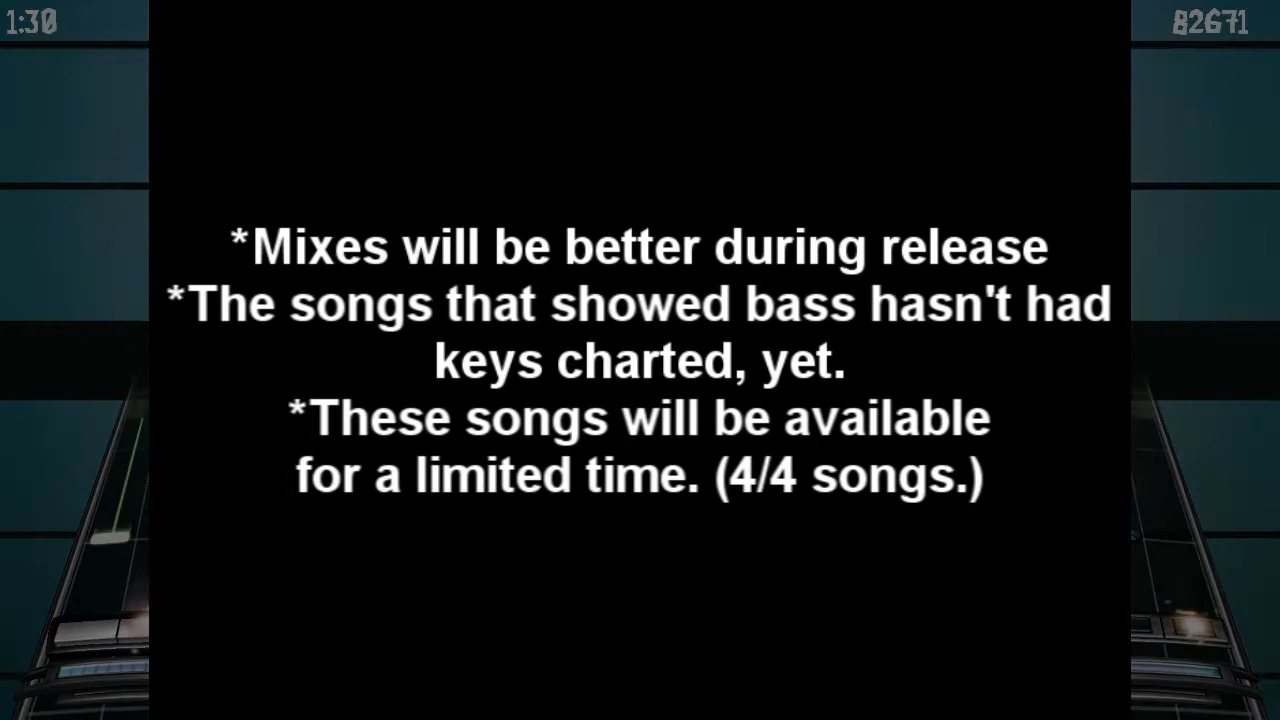 1:30
82671
*Mixes will be better during release
*The songs that showed bass hasn't had
keys charted, yet.
*These songs will be available
for a limited time. (4/4 songs.)